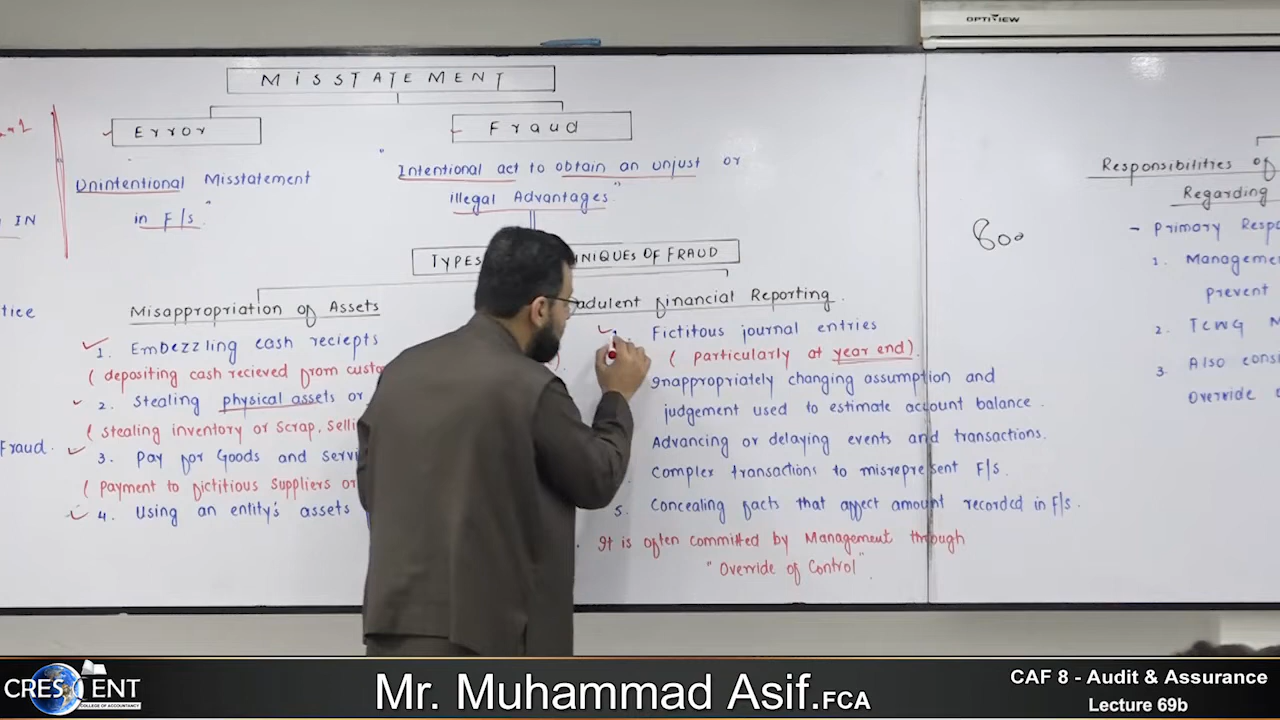 OPTIVIEW
MISSTATEMENT
Error
Fraud
Unintentional Misstatement
in F/s."
" Intentional act to obtain an unjust or
illegal Advantages"
IN
tice
Fraud.
TYPES
NIQUES OF FRAUD
Misappropriation of Assets
1. Embezzling cash reciepts
( depositing cash recieved from custo
2. Stealing physical assets or
( stealing inventory or scrap, selli
3. Pay for Goods and Servi
( payment to fictitious suppliers or
4. Using an entity's assets
adulent financial Reporting.
1. Fictitous journal entries
( particularly at year end).
Inappropriately changing assumption and
judgement used to estimate account balance.
Advancing or delaying events and transactions.
Complex transactions to misrepresent F/s.
5. Concealing facts that affect amount recorded in F/s.
. It is often committed by Management through
"Override of Control".
800
Responsibilities of
Regarding
- Primary Respo
1. Manageme
prevent
2. TCWG
3. Also cons
Override
CRESCENT
COLLEGE OF ACCOUNTANCY
Mr. Muhammad Asif.FCA
CAF 8 - Audit & Assurance
Lecture 69b